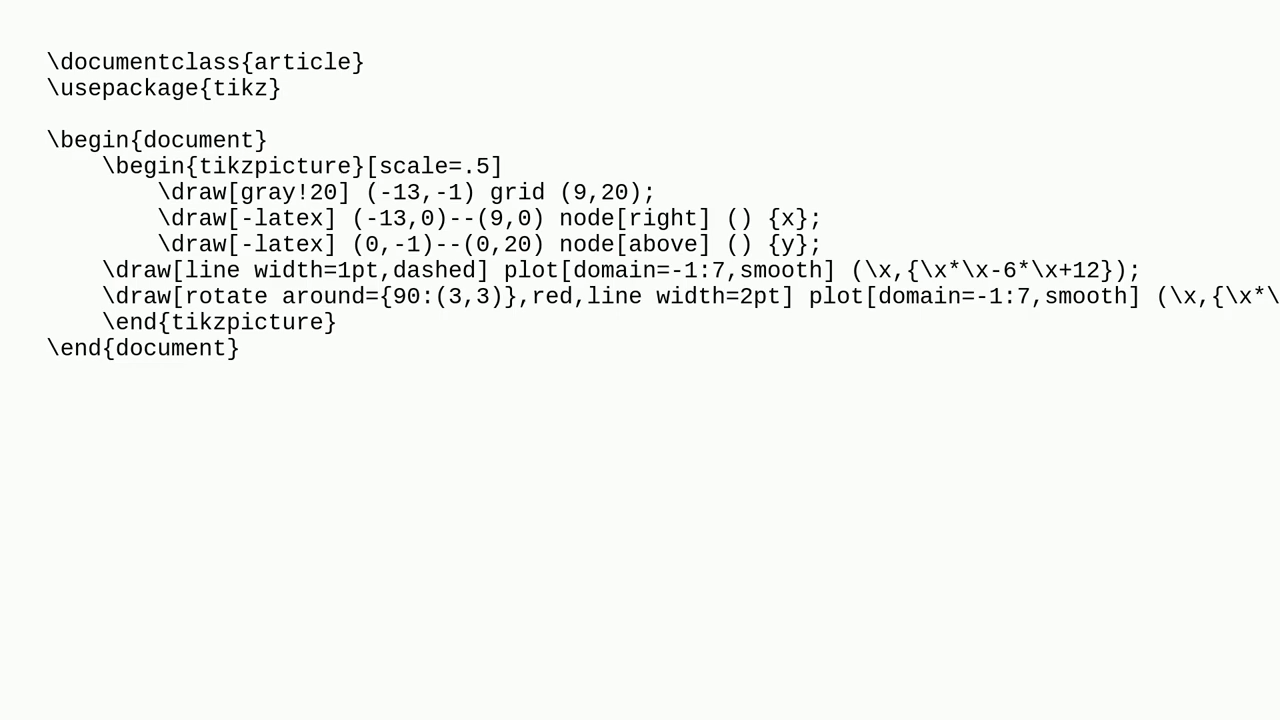 \documentclass{article}
\usepackage{tikz}

\begin{document}
    \begin{tikzpicture}[scale=.5]
        \draw[gray!20] (-13,-1) grid (9,20);
        \draw[-latex] (-13,0)--(9,0) node[right] () {x};
        \draw[-latex] (0,-1)--(0,20) node[above] () {y};
    \draw[line width=1pt,dashed] plot[domain=-1:7,smooth] (\x,{\x*\x-6*\x+12});
    \draw[rotate around={90:(3,3)},red,line width=2pt] plot[domain=-1:7,smooth] (\x,{\x*\
    \end{tikzpicture}
\end{document}